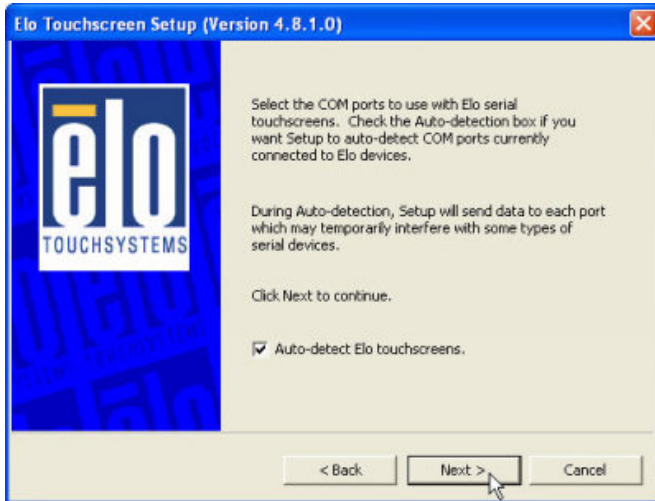 Elo Touchscreen Setup (Version 4.8.1.0)
elo
TOUCHSYSTEMS
Select the COM ports to use with Elo serial
touchscreens. Check the Auto-detection box if you
want Setup to auto-detect COM ports currently
connected to Elo devices.
During Auto-detection, Setup will send data to each port
which may temporarily interfere with some types of
serial devices.
Click Next to continue.
Auto-detect Elo touchscreens.
< Back
Next >
Cancel